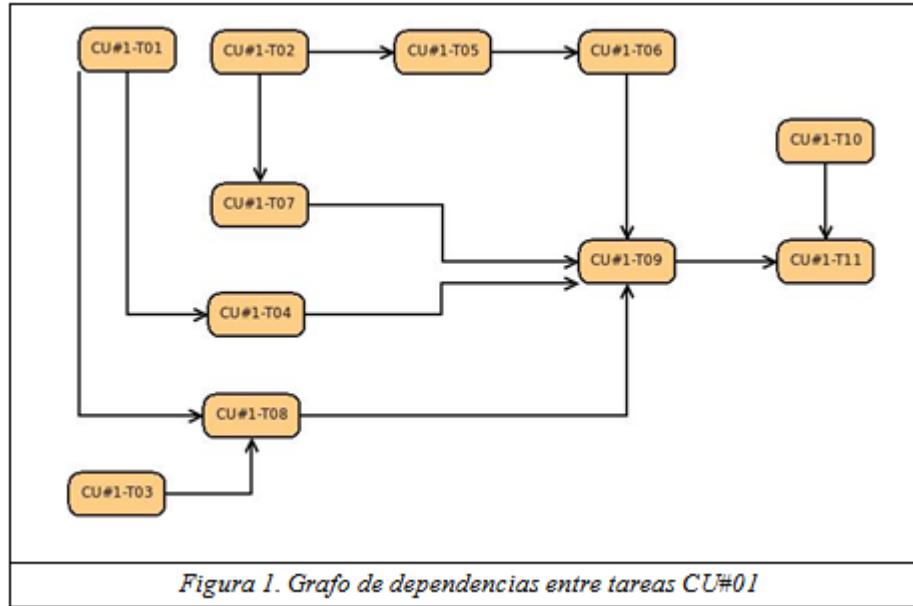 CU#1-T01
CU#1-T02
CU#1-T05
CU#1-T06
CU#1-T10
CU#1-T07
CU#1-T09
CU#1-T11
CU#1-T04
CU#1-T08
CU#1-T03
Figura 1. Grafo de dependencias entre tareas CU#01